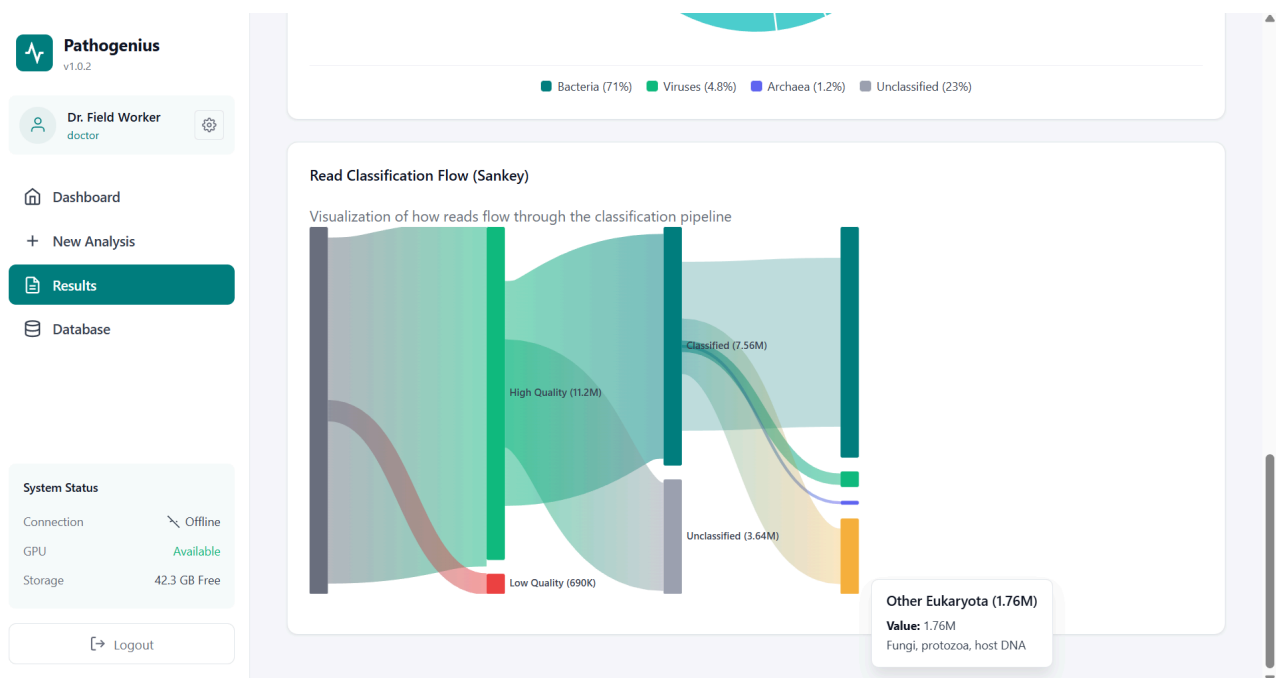 Pathogenius
v1.0.2
Dr. Field Worker
doctor
Dashboard
New Analysis
Results
Database
System Status
Connection Offline
GPU Available
Storage 42.3 GB Free
Logout
Bacteria (71%) Viruses (4.8%) Archaea (1.2%) Unclassified (23%)
Read Classification Flow (Sankey)
Visualization of how reads flow through the classification pipeline
Classified (7.56M)
High Quality (11.2M)
Unclassified (3.64M)
Low Quality (690K)
Other Eukaryota (1.76M)
Value: 1.76M
Fungi, protozoa, host DNA